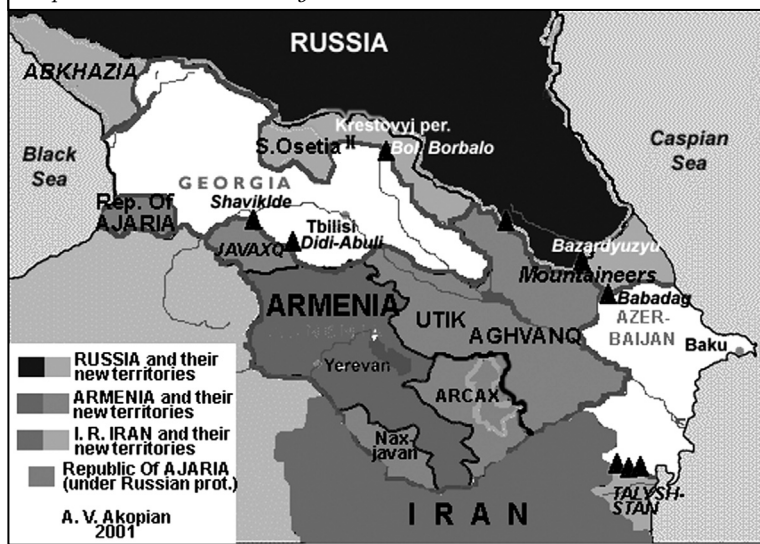 RUSSIA
ABKHAZIA
Krestovyj per.
S.Osetia
Bol. Borbalo
Black
Sea
Caspian
Sea
GEORGIA
Shaviklde
Rep. Of
AJARIA
Tbilisi
Didi-Abuli
JAVAXQ
Bazardyuzyu
Mountaineers
Babadag
ARMENIA
UTIK
AGHVANQ
AZER-
BAIJAN
Baku
Yerevan
ARCAX
Nax.
javan
TALYSH-
STAN
IRAN
RUSSIA and their
new territories
ARMENIA and their
new territories
I. R. IRAN and their
new territories
Republic Of AJARIA
(under Russian prot.)
A. V. Akopian
2001